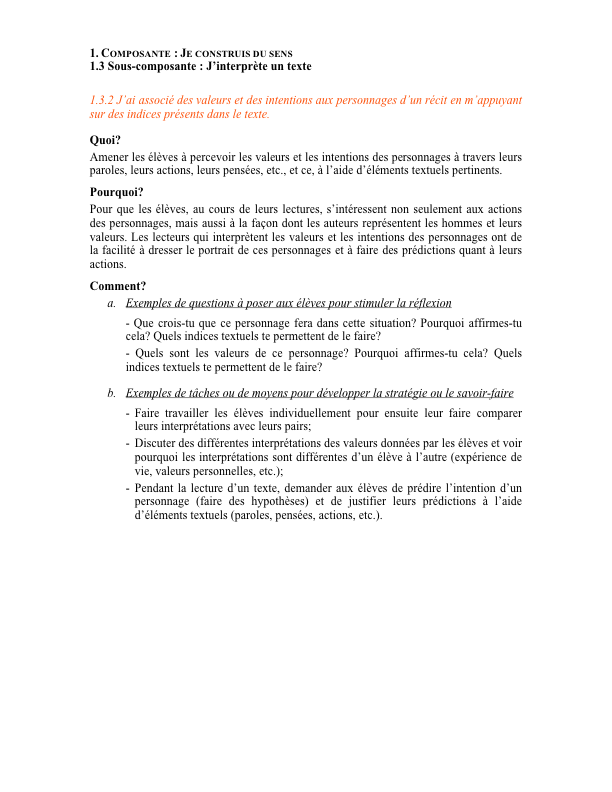 1. COMPOSANTE : JE CONSTRUIS DU SENS
1.3 Sous-composante : J’interprète un texte
1.3.2 J´ai associé des valeurs et des intentions aux personnages d´un récit en m´appuyant
sur des indices présents dans le texte.
Quoi?
Amener les élèves à percevoir les valeurs et les intentions des personnages à travers leurs
paroles, leurs actions, leurs pensées, etc., et ce, à l’aide d’éléments textuels pertinents.
Pourquoi?
Pour que les élèves, au cours de leurs lectures, s’intéressent non seulement aux actions
des personnages, mais aussi à la façon dont les auteurs représentent les hommes et leurs
valeurs. Les lecteurs qui interprètent les valeurs et les intentions des personnages ont de
la facilité à dresser le portrait de ces personnages et à faire des prédictions quant à leurs
actions.
Comment?
a. Exemples de questions à poser aux élèves pour stimuler la réflexion
- Que crois-tu que ce personnage fera dans cette situation? Pourquoi affirmes-tu
cela? Quels indices textuels te permettent de le faire?
- Quels sont les valeurs de ce personnage? Pourquoi affirmes-tu cela? Quels
indices textuels te permettent de le faire?
b. Exemples de tâches ou de moyens pour développer la stratégie ou le savoir-faire
- Faire travailler les élèves individuellement pour ensuite leur faire comparer
leurs interprétations avec leurs pairs;
- Discuter des différentes interprétations des valeurs données par les élèves et voir
pourquoi les interprétations sont différentes d’un élève à l’autre (expérience de
vie, valeurs personnelles, etc.);
- Pendant la lecture d’un texte, demander aux élèves de prédire l’intention d’un
personnage (faire des hypothèses) et de justifier leurs prédictions à l’aide
d’éléments textuels (paroles, pensées, actions, etc.).